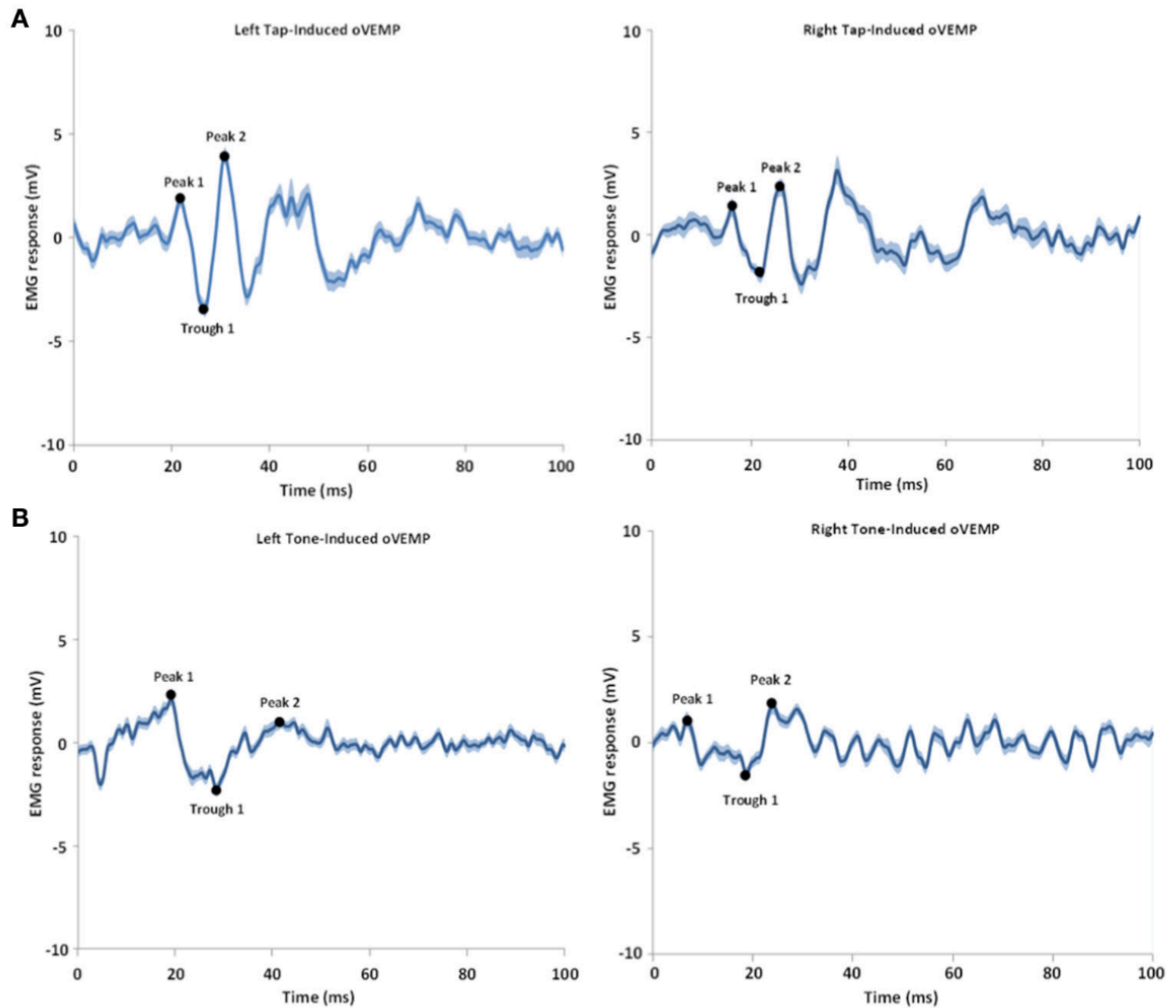 A
Left Tap-Induced oVEMP
EMG response (mV)
10
5
0
-5
-10
Peak 1
Peak 2
Trough 1
0 20 40 60 80 100
Time (ms)
Right Tap-Induced oVEMP
EMG response (mV)
10
5
0
-5
-10
Peak 1
Peak 2
Trough 1
0 20 40 60 80 100
Time (ms)
B
Left Tone-Induced oVEMP
EMG response (mV)
10
5
0
-5
-10
Peak 1
Peak 2
Trough 1
0 20 40 60 80 100
Time (ms)
Right Tone-Induced oVEMP
EMG response (mV)
10
5
0
-5
-10
Peak 1
Peak 2
Trough 1
0 20 40 60 80 100
Time (ms)